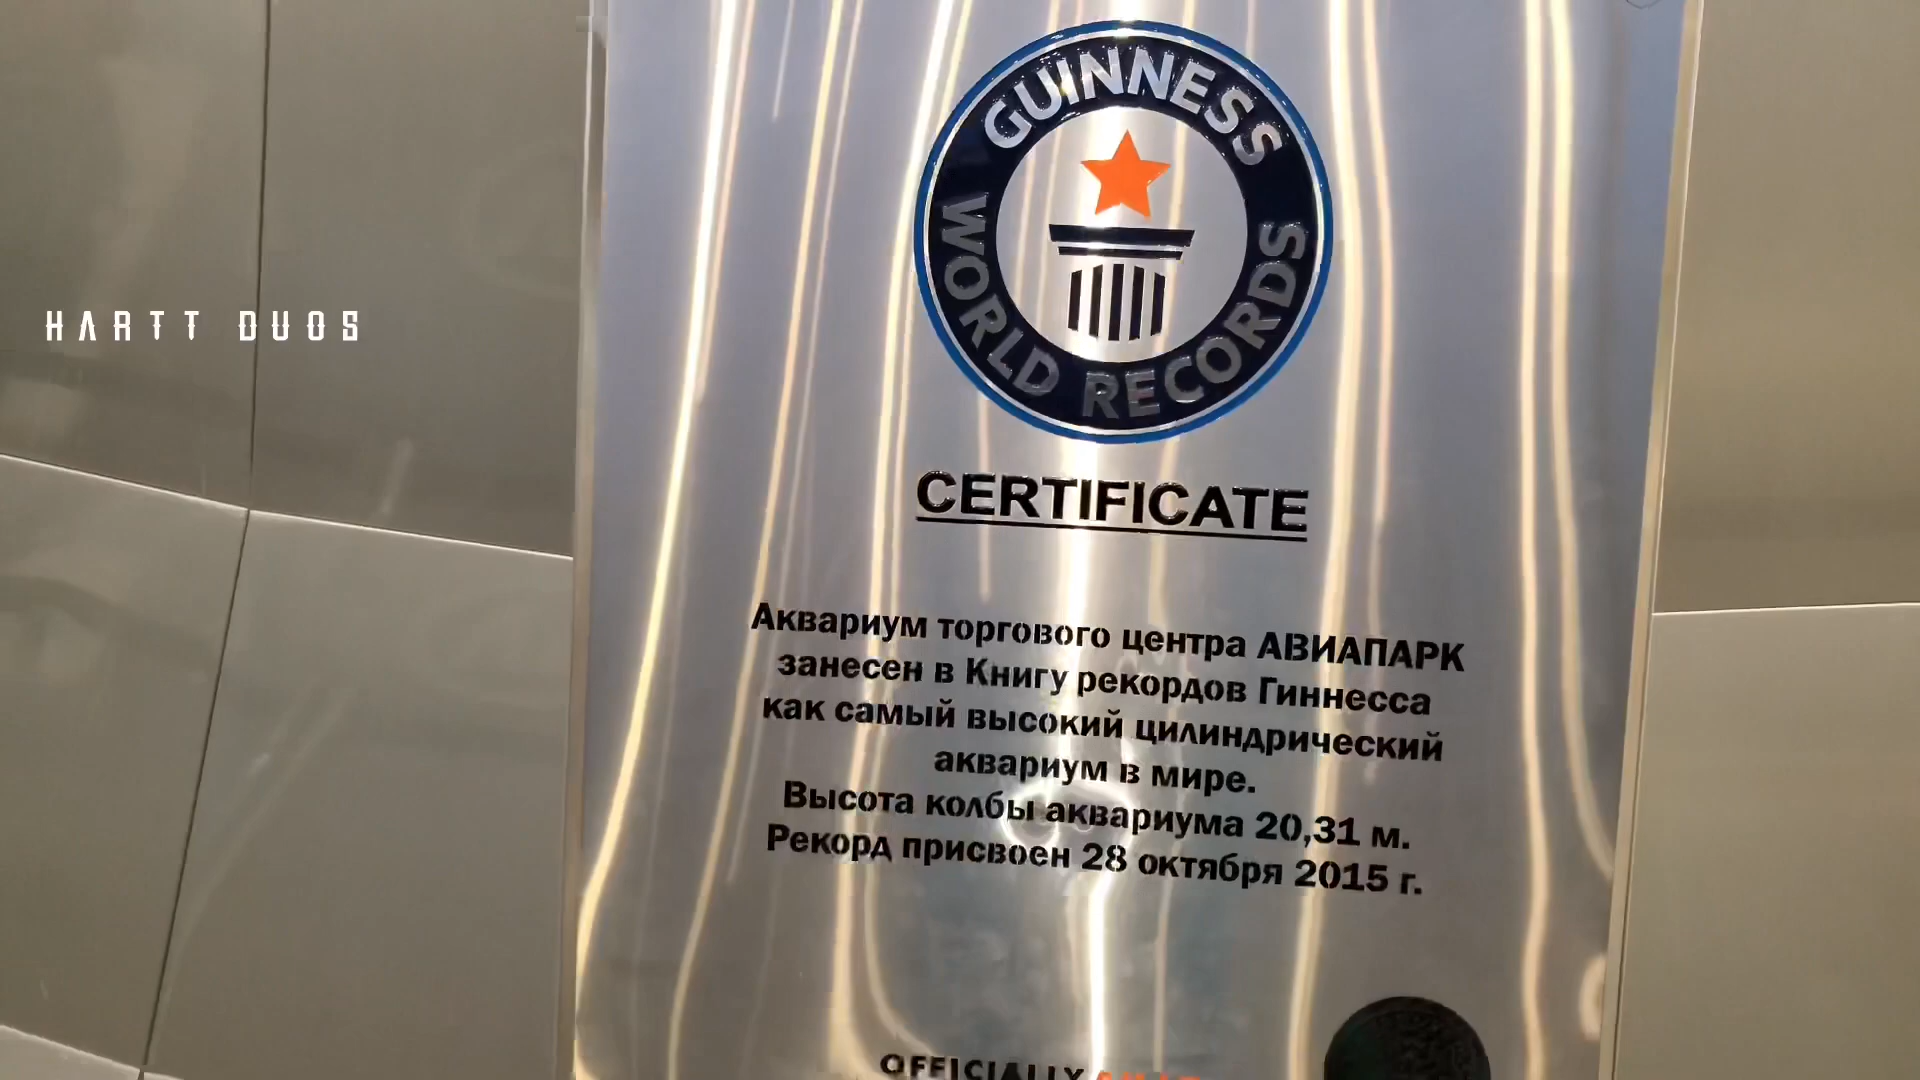 GUINNESS
WORLD RECORDS
HARTT DUOS
CERTIFICATE
Аквариум торгового центра АВИАПАРК
занесен в Книгу рекордов Гиннесса
как самый высокий цилиндрический
аквариум в мире.
Высота колбы аквариума 20,31 м.
Рекорд присвоен 28 октября 2015 г.
OFFICIALLY